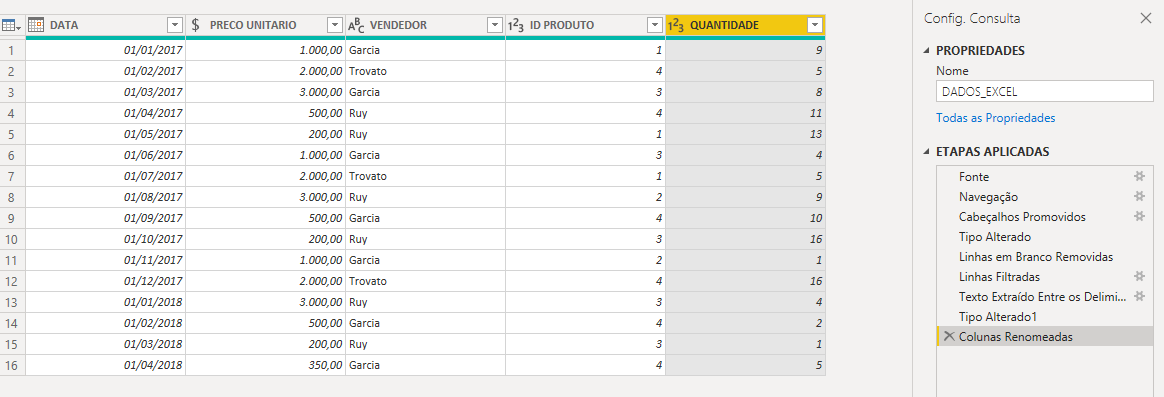 DATA $ PRECO UNITARIO ABC VENDEDOR 123 ID PRODUTO 123 QUANTIDADE
1 01/01/2017 1.000,00 Garcia 1 9
2 01/02/2017 2.000,00 Trovato 4 5
3 01/03/2017 3.000,00 Garcia 3 8
4 01/04/2017 500,00 Ruy 4 11
5 01/05/2017 200,00 Ruy 1 13
6 01/06/2017 1.000,00 Garcia 3 4
7 01/07/2017 2.000,00 Trovato 1 5
8 01/08/2017 3.000,00 Ruy 2 9
9 01/09/2017 500,00 Garcia 4 10
10 01/10/2017 200,00 Ruy 3 16
11 01/11/2017 1.000,00 Garcia 2 1
12 01/12/2017 2.000,00 Trovato 4 16
13 01/01/2018 3.000,00 Ruy 3 4
14 01/02/2018 500,00 Garcia 4 2
15 01/03/2018 200,00 Ruy 3 1
16 01/04/2018 350,00 Garcia 4 5
Config. Consulta
PROPRIEDADES
Nome
DADOS_EXCEL
Todas as Propriedades
ETAPAS APLICADAS
Fonte
Navegação
Cabeçalhos Promovidos
Tipo Alterado
Linhas em Branco Removidas
Linhas Filtradas
Texto Extraído Entre os Delimi...
Tipo Alterado1
Colunas Renomeadas